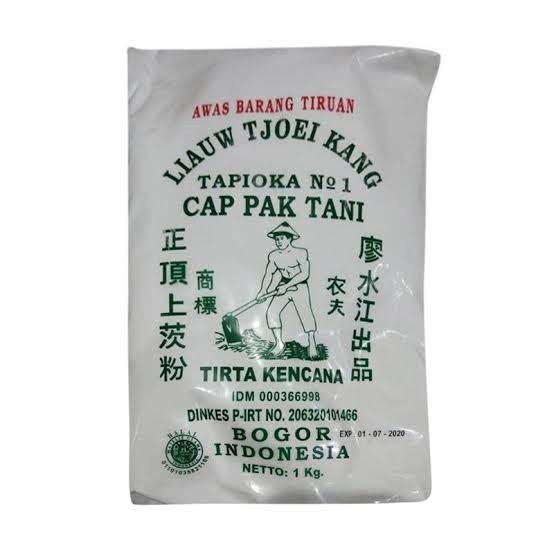 AWAS BARANG TIRUAN
LIAUW TJOEI KANG
TAPIOKA No 1
CAP PAK TANI
正頂上茨粉
商標
农夫
廖水江出品
TIRTA KENCANA
IDM 000366998
DINKES P-IRT NO. 206320101466
BOGOR
EXP. 01 - 07 - 2020
INDONESIA
NETTO: 1 Kg.
HALAL